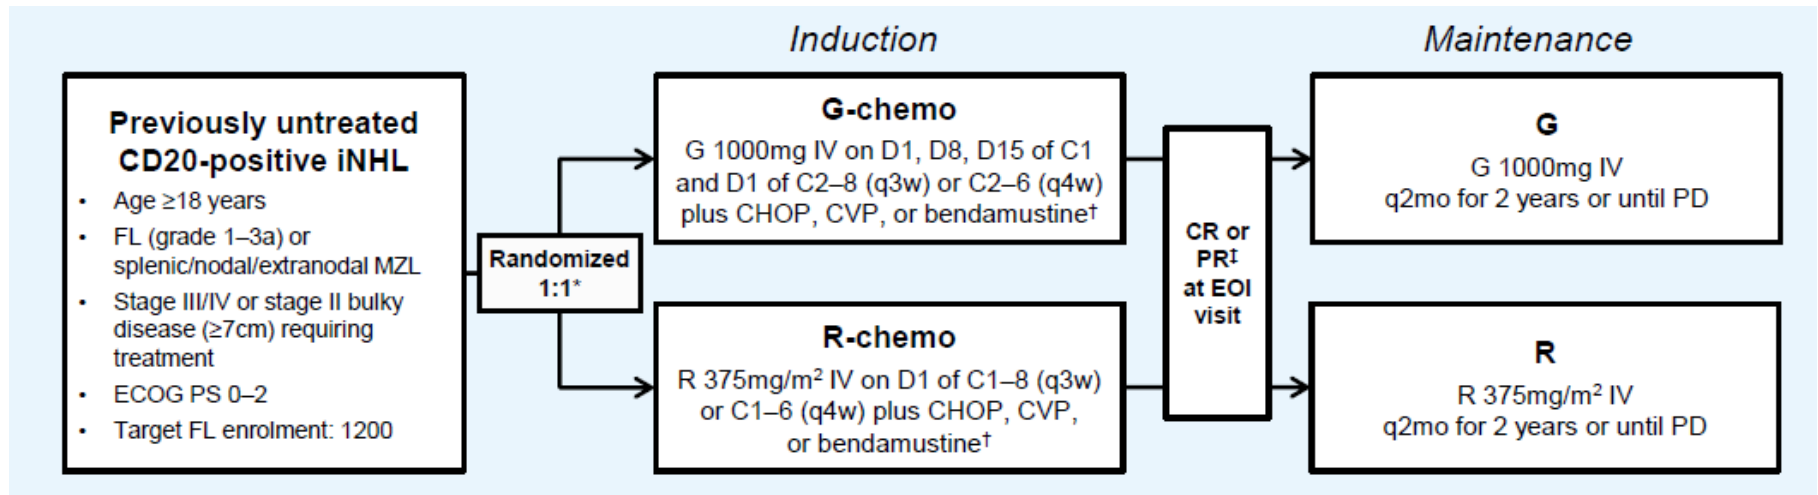 Induction
Maintenance
Previously untreated
CD20-positive iNHL
• Age ≥18 years
• FL (grade 1–3a) or
splenic/nodal/extranodal MZL
• Stage III/IV or stage II bulky
disease (≥7cm) requiring
treatment
• ECOG PS 0–2
• Target FL enrolment: 1200
Randomized
1:1*
G-chemo
G 1000mg IV on D1, D8, D15 of C1
and D1 of C2–8 (q3w) or C2–6 (q4w)
plus CHOP, CVP, or bendamustine†
R-chemo
R 375mg/m² IV on D1 of C1–8 (q3w)
or C1–6 (q4w) plus CHOP, CVP,
or bendamustine†
CR or
PR‡
at EOI
visit
G
G 1000mg IV
q2mo for 2 years or until PD
R
R 375mg/m² IV
q2mo for 2 years or until PD